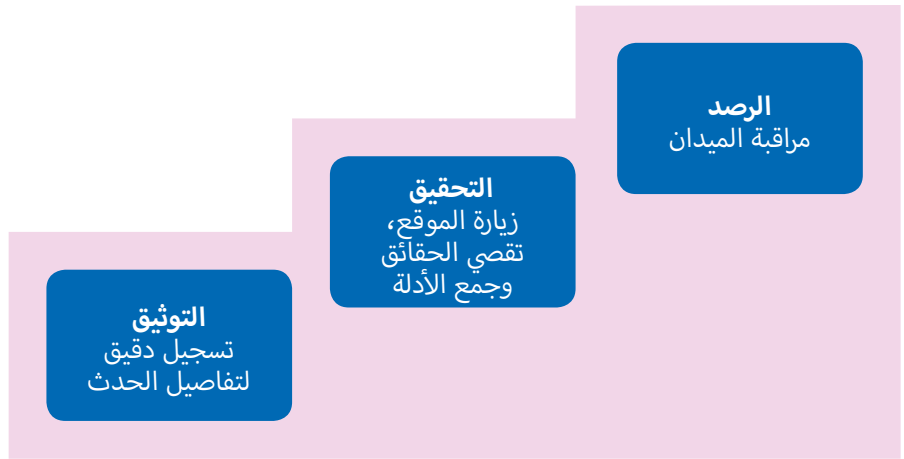 الرصد
مراقبة الميدان
التحقيق
زيارة الموقع،
تقصي الحقائق
وجمع الأدلة
التوثيق
تسجيل دقيق
لتفاصيل الحدث